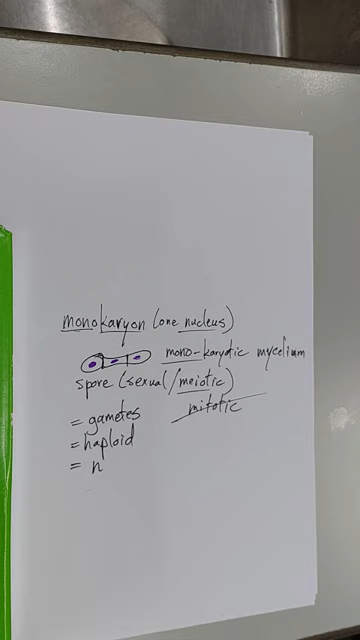 monokaryon (one nucleus)
mono-karyotic mycelium
spore (sexual/meiotic)
= gametes mitotic
= haploid
= n